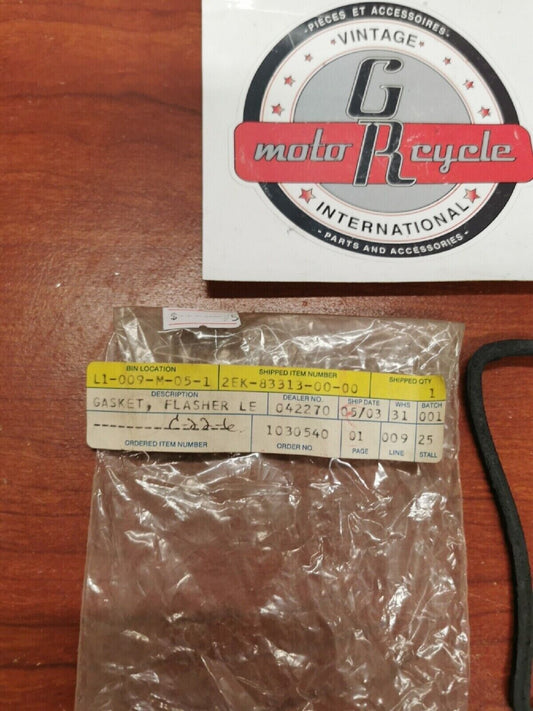 - PIÈCES ET ACCESSOIRES -
VINTAGE
GR
motorcycle
INTERNATIONAL
- PARTS AND ACCESSORIES -
$
BIN LOCATION SHIPPED ITEM NUMBER SHIPPED QTY
L1-009-M-05-1 2EK-83313-00-00 1
DESCRIPTION DEALER NO. SHIP DATE WHS BATCH
GASKET, FLASHER LE 042270 05/03 31 001
1030540 01 009 25
ORDERED ITEM NUMBER ORDER NO. PAGE LINE STALL